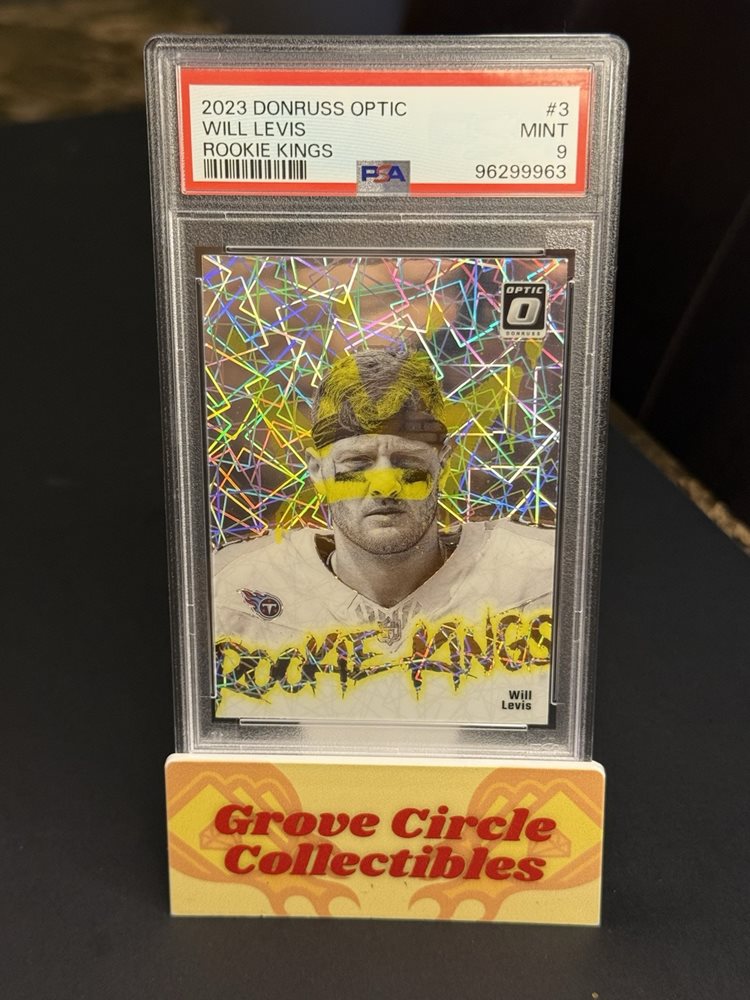 2023 DONRUSS OPTIC #3
WILL LEVIS MINT
ROOKIE KINGS 9
PSA 96299963
OPTIC
O
DONRUSS
T
ROOKIE KINGS
Will
Levis
Grove Circle
Collectibles